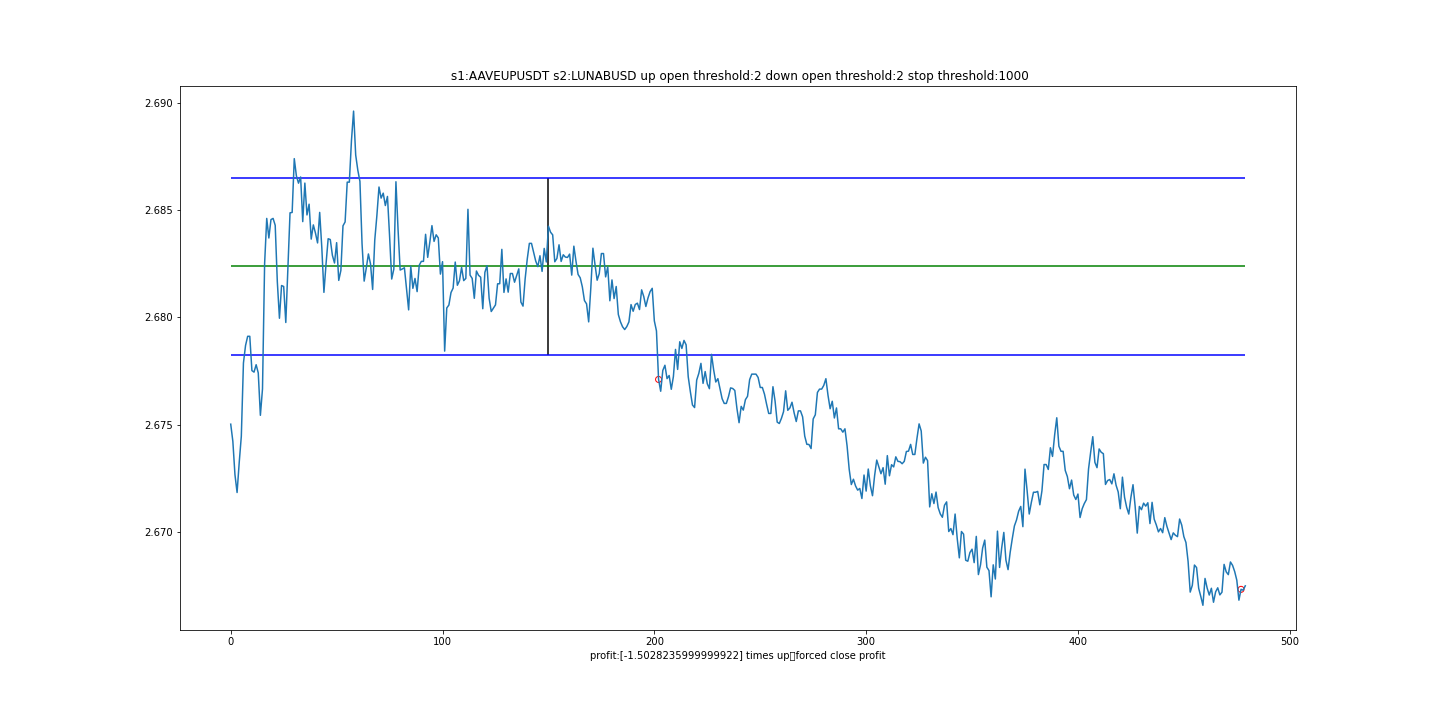 s1:AAVEUPUSDT s2:LUNABUSD up open threshold:2 down open threshold:2 stop threshold:1000
2.690
2.685
2.680
2.675
2.670
0 100 200 300 400 500
profit:[-1.5028235999999922] times up▯forced close profit